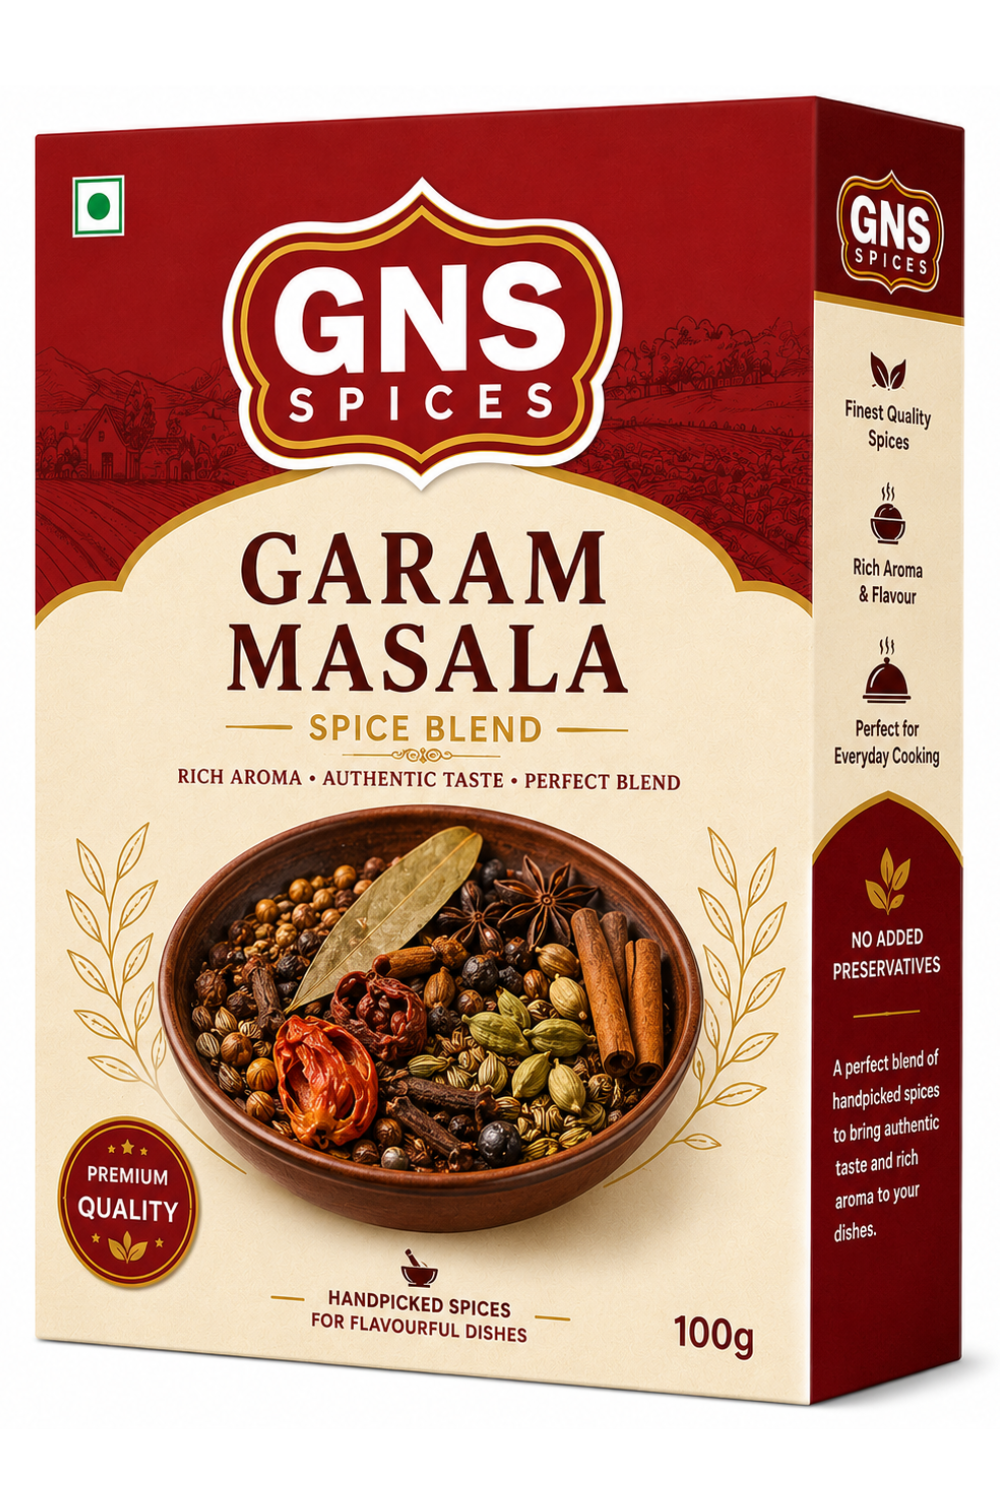 GNS
SPICES
GARAM
MASALA
SPICE BLEND
RICH AROMA • AUTHENTIC TASTE • PERFECT BLEND
PREMIUM
QUALITY
HANDPICKED SPICES
FOR FLAVOURFUL DISHES
100g
GNS
SPICES
Finest Quality
Spices
Rich Aroma
& Flavour
Perfect for
Everyday Cooking
NO ADDED
PRESERVATIVES
A perfect blend of
handpicked spices
to bring authentic
taste and rich
aroma to your
dishes.